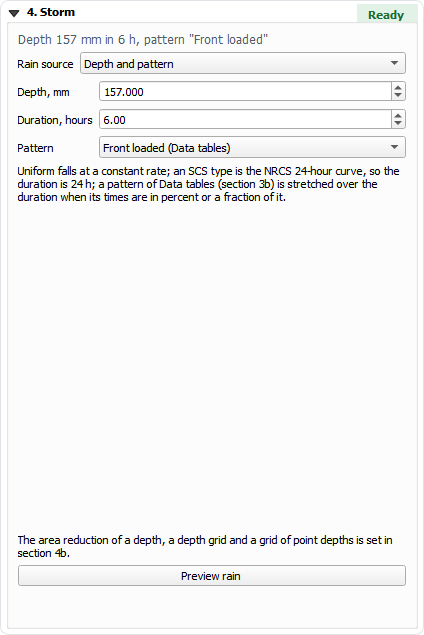 4. Storm
Ready
Depth 157 mm in 6 h, pattern "Front loaded"
Rain source
Depth and pattern
Depth, mm
157.000
Duration, hours
6.00
Pattern
Front loaded (Data tables)
Uniform falls at a constant rate; an SCS type is the NRCS 24-hour curve, so the
duration is 24 h; a pattern of Data tables (section 3b) is stretched over the
duration when its times are in percent or a fraction of it.
The area reduction of a depth, a depth grid and a grid of point depths is set in
section 4b.
Preview rain